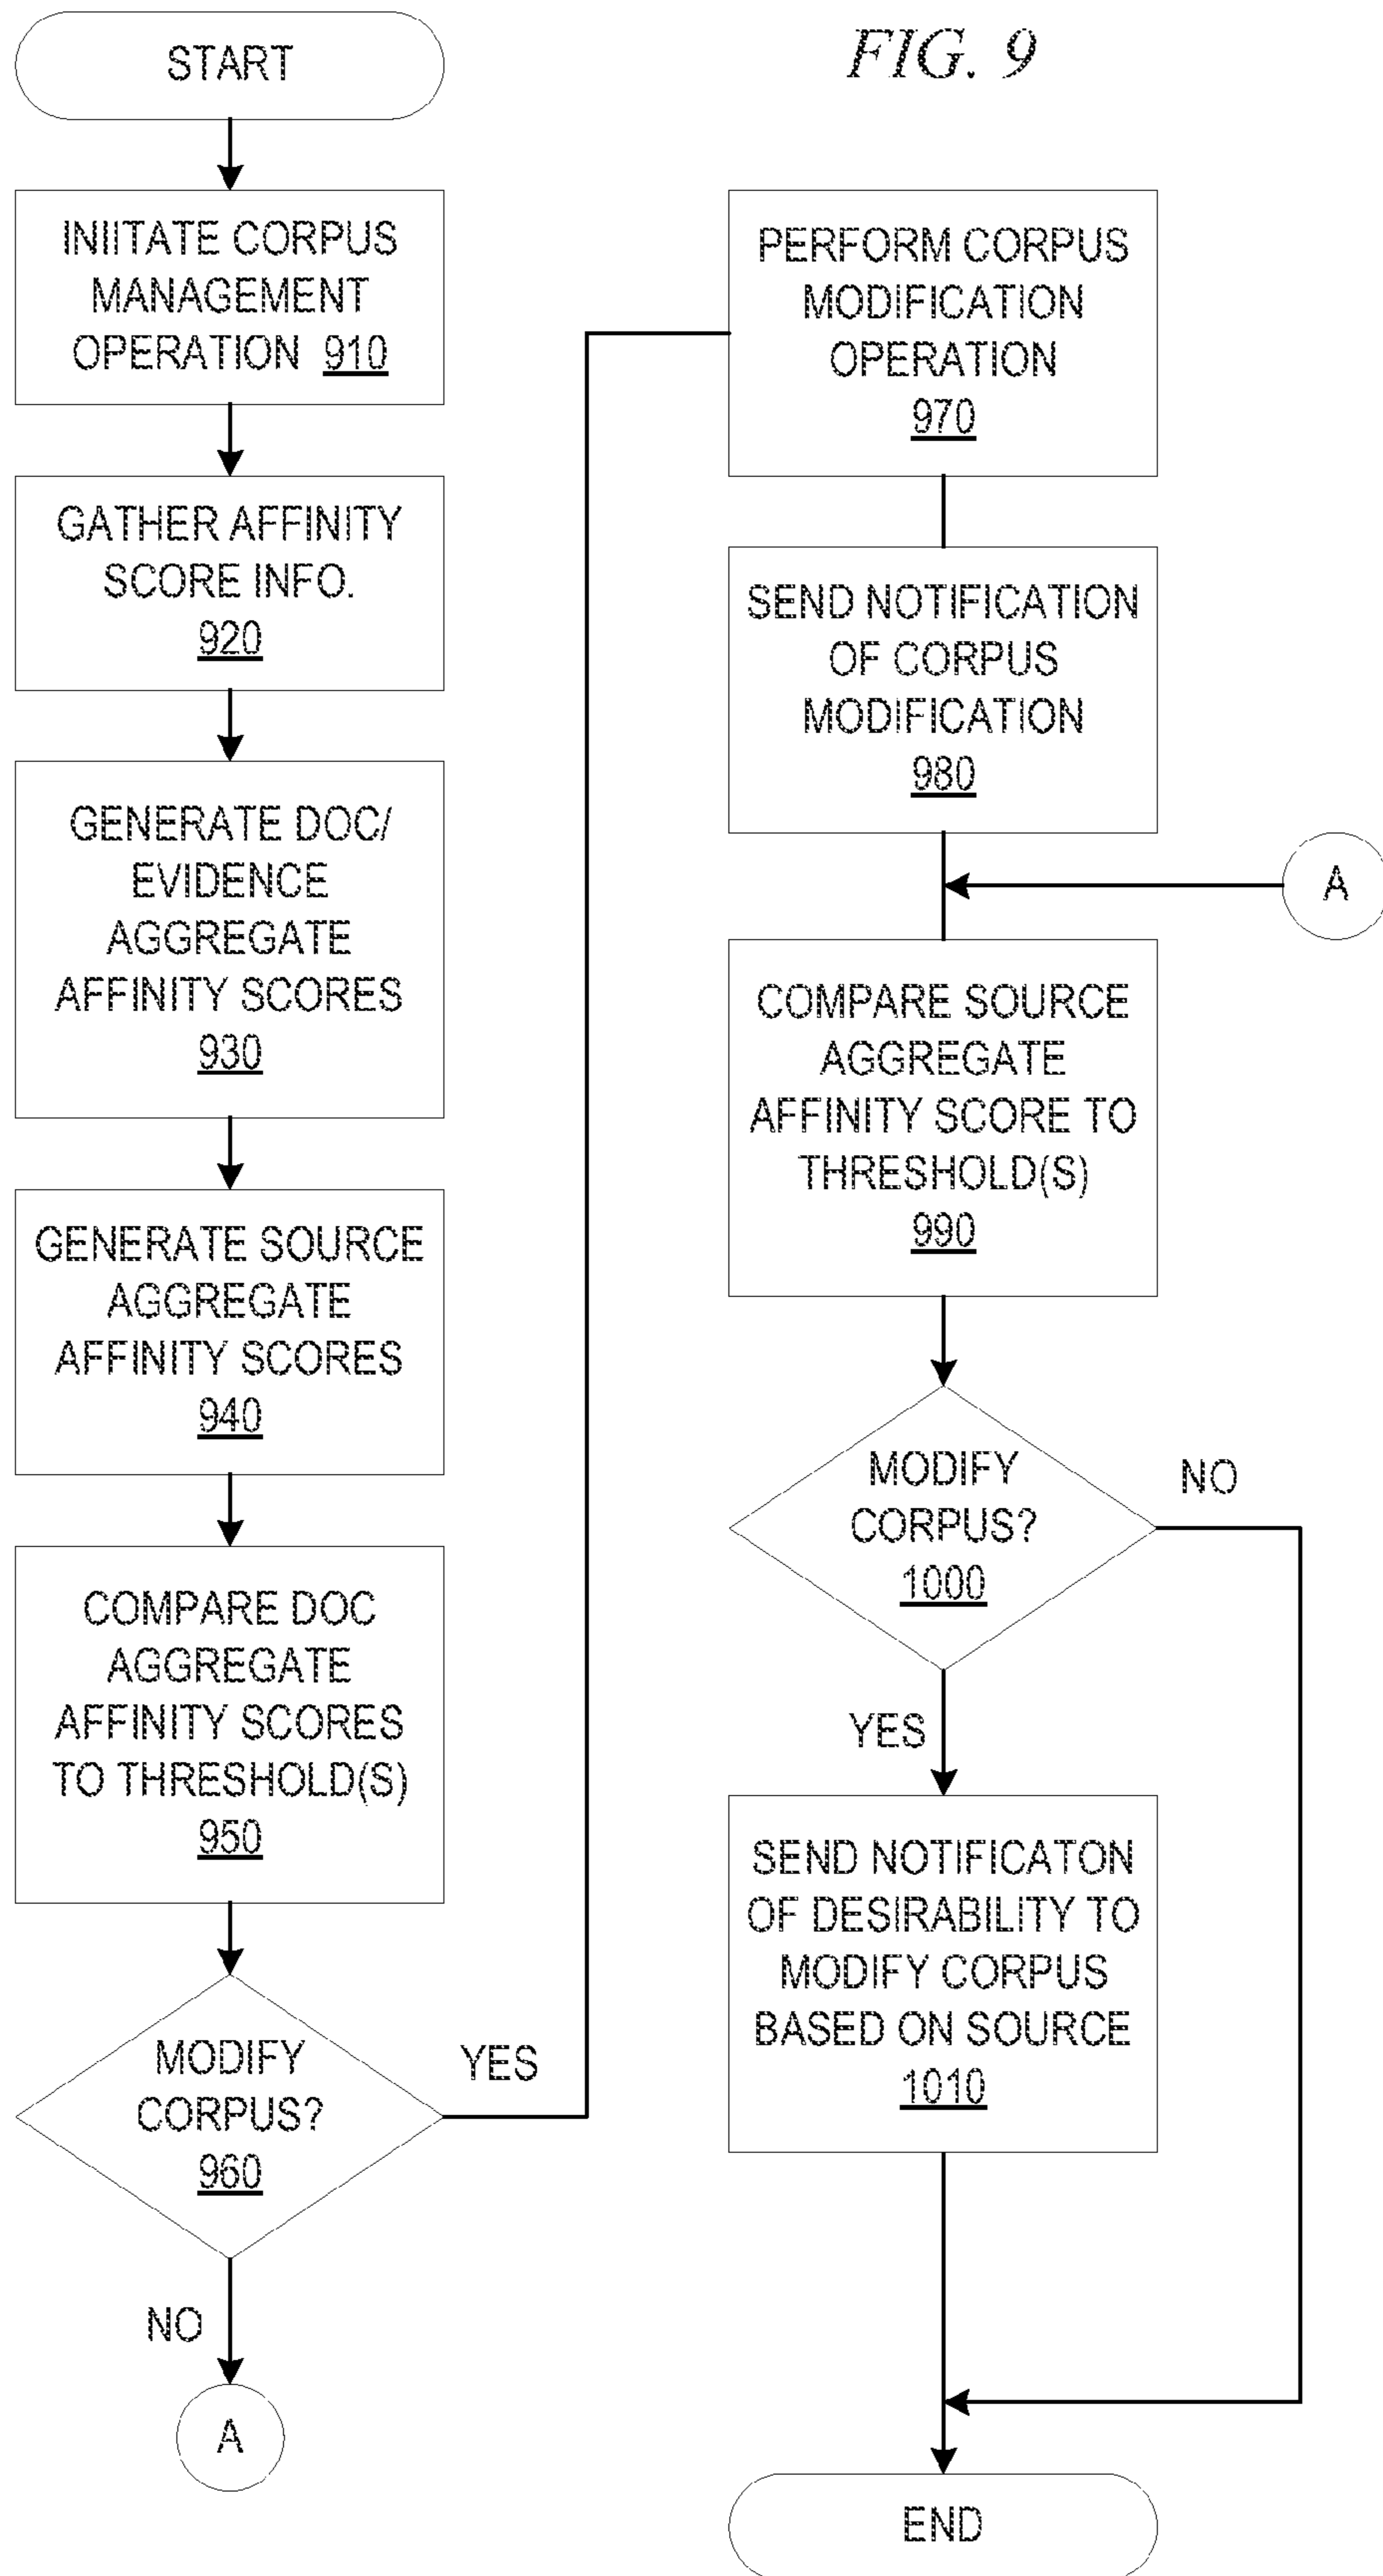 FIG. 9
START
INIITATE CORPUS
MANAGEMENT
OPERATION 910
GATHER AFFINITY
SCORE INFO.
920
GENERATE DOC/
EVIDENCE
AGGREGATE
AFFINITY SCORES
930
GENERATE SOURCE
AGGREGATE
AFFINITY SCORES
940
COMPARE DOC
AGGREGATE
AFFINITY SCORES
TO THRESHOLD(S)
950
MODIFY
CORPUS?
960
YES
NO
A
PERFORM CORPUS
MODIFICATION
OPERATION
970
SEND NOTIFICATION
OF CORPUS
MODIFICATION
980
A
COMPARE SOURCE
AGGREGATE
AFFINITY SCORE TO
THRESHOLD(S)
990
MODIFY
CORPUS?
1000
NO
YES
SEND NOTIFICATON
OF DESIRABILITY TO
MODIFY CORPUS
BASED ON SOURCE
1010
END